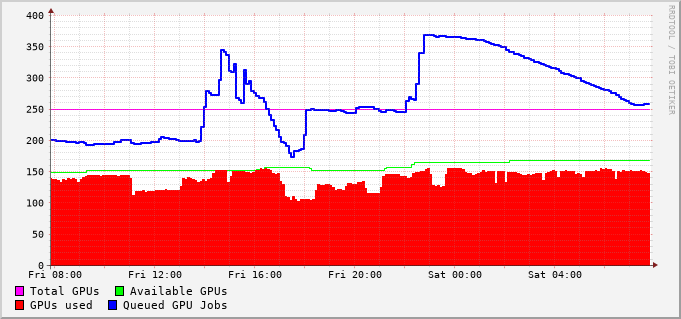 400
350
300
250
200
150
100
50
0
Fri 08:00 Fri 12:00 Fri 16:00 Fri 20:00 Sat 00:00 Sat 04:00
Total GPUs Available GPUs
GPUs used Queued GPU Jobs
RRDTOOL / TOBI OETIKER